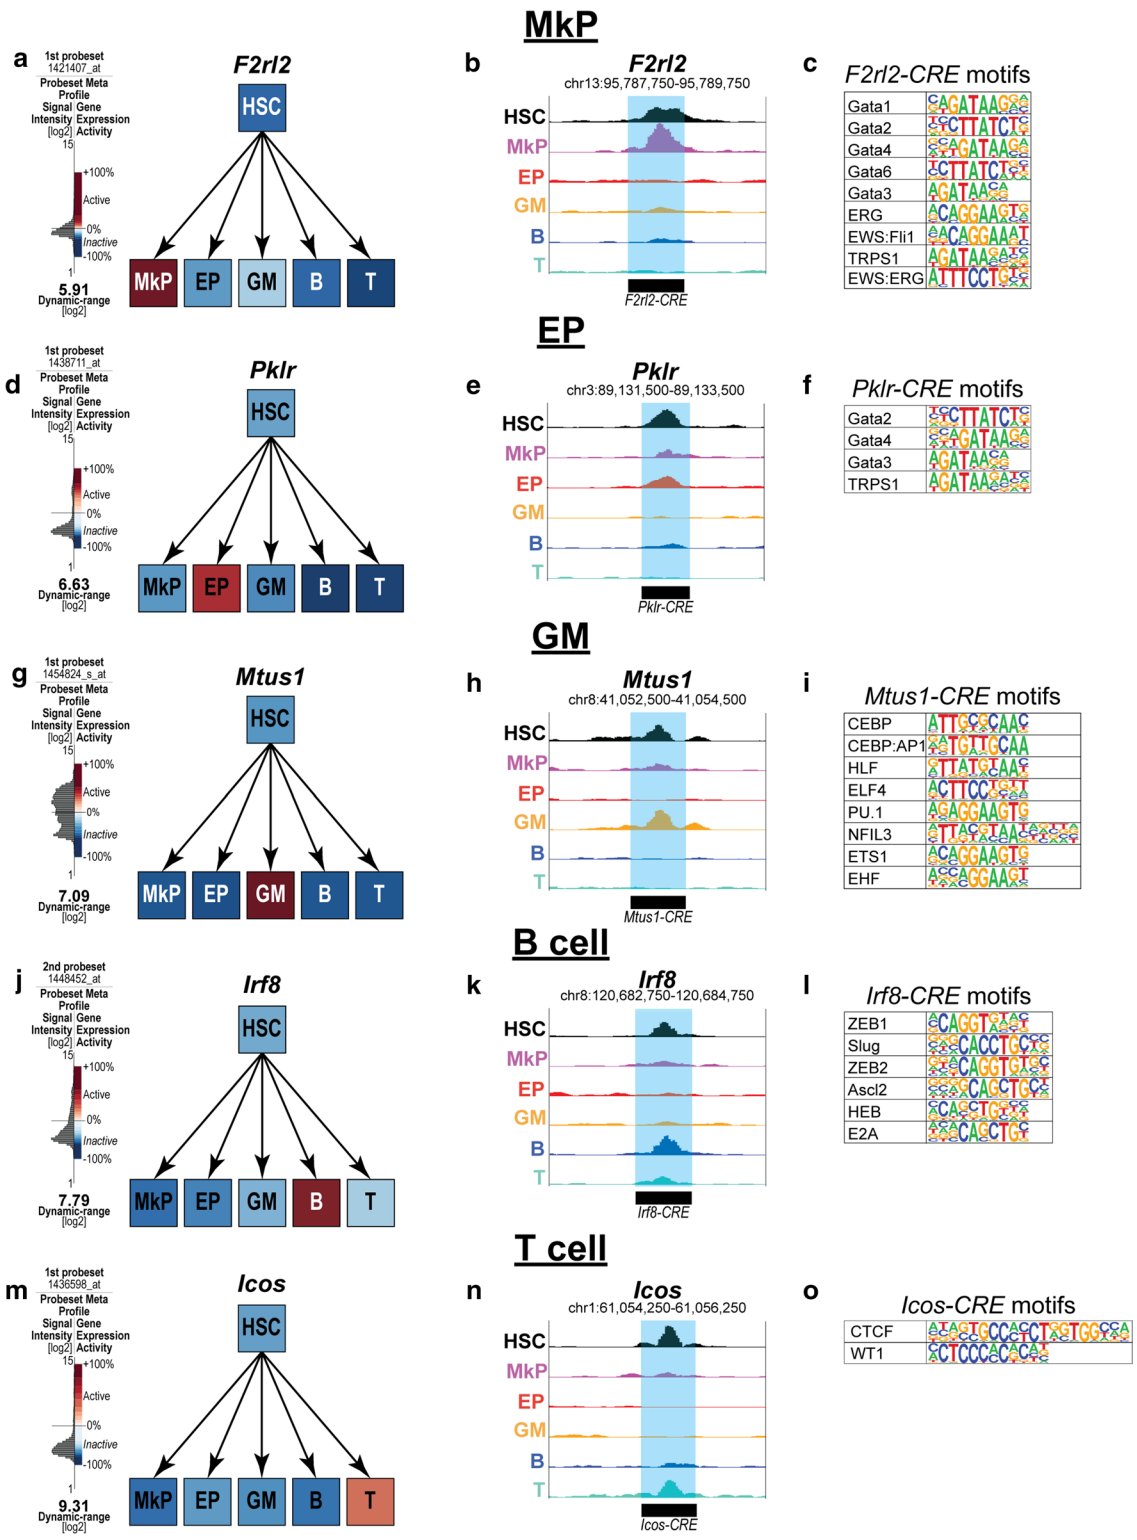 MkP
a
1st probeset
1421407_at
Probeset Meta
Profile
Signal Gene
Intensity Expression
[log2] Activity
15
+100%
Active
0%
Inactive
-100%
1
5.91
Dynamic-range
[log2]
F2rl2
HSC
MkP EP GM B T
b
F2rl2
chr13:95,787,750-95,789,750
HSC
MkP
EP
GM
B
T
F2rl2-CRE
c
F2rl2-CRE motifs
Gata1
Gata2
Gata4
Gata6
Gata3
ERG
EWS:Fli1
TRPS1
EWS:ERG
EP
d
1st probeset
1438711_at
Probeset Meta
Profile
Signal Gene
Intensity Expression
[log2] Activity
15
+100%
Active
0%
Inactive
-100%
1
6.63
Dynamic-range
[log2]
Pklr
HSC
MkP EP GM B T
e
Pklr
chr3:89,131,500-89,133,500
HSC
MkP
EP
GM
B
T
Pklr-CRE
f
Pklr-CRE motifs
Gata2
Gata4
Gata3
TRPS1
GM
g
1st probeset
1454824_s_at
Probeset Meta
Profile
Signal Gene
Intensity Expression
[log2] Activity
15
+100%
Active
0%
Inactive
-100%
1
7.09
Dynamic-range
[log2]
Mtus1
HSC
MkP EP GM B T
h
Mtus1
chr8:41,052,500-41,054,500
HSC
MkP
EP
GM
B
T
Mtus1-CRE
i
Mtus1-CRE motifs
CEBP
CEBP:AP1
HLF
ELF4
PU.1
NFIL3
ETS1
EHF
B cell
j
2nd probeset
1448452_at
Probeset Meta
Profile
Signal Gene
Intensity Expression
[log2] Activity
15
+100%
Active
0%
Inactive
-100%
1
7.79
Dynamic-range
[log2]
Irf8
HSC
MkP EP GM B T
k
Irf8
chr8:120,682,750-120,684,750
HSC
MkP
EP
GM
B
T
Irf8-CRE
l
Irf8-CRE motifs
ZEB1
Slug
ZEB2
Ascl2
HEB
E2A
T cell
m
1st probeset
1436598_at
Probeset Meta
Profile
Signal Gene
Intensity Expression
[log2] Activity
15
+100%
Active
0%
Inactive
-100%
1
9.31
Dynamic-range
[log2]
Icos
HSC
MkP EP GM B T
n
Icos
chr1:61,054,250-61,056,250
HSC
MkP
EP
GM
B
T
Icos-CRE
o
Icos-CRE motifs
CTCF
WT1